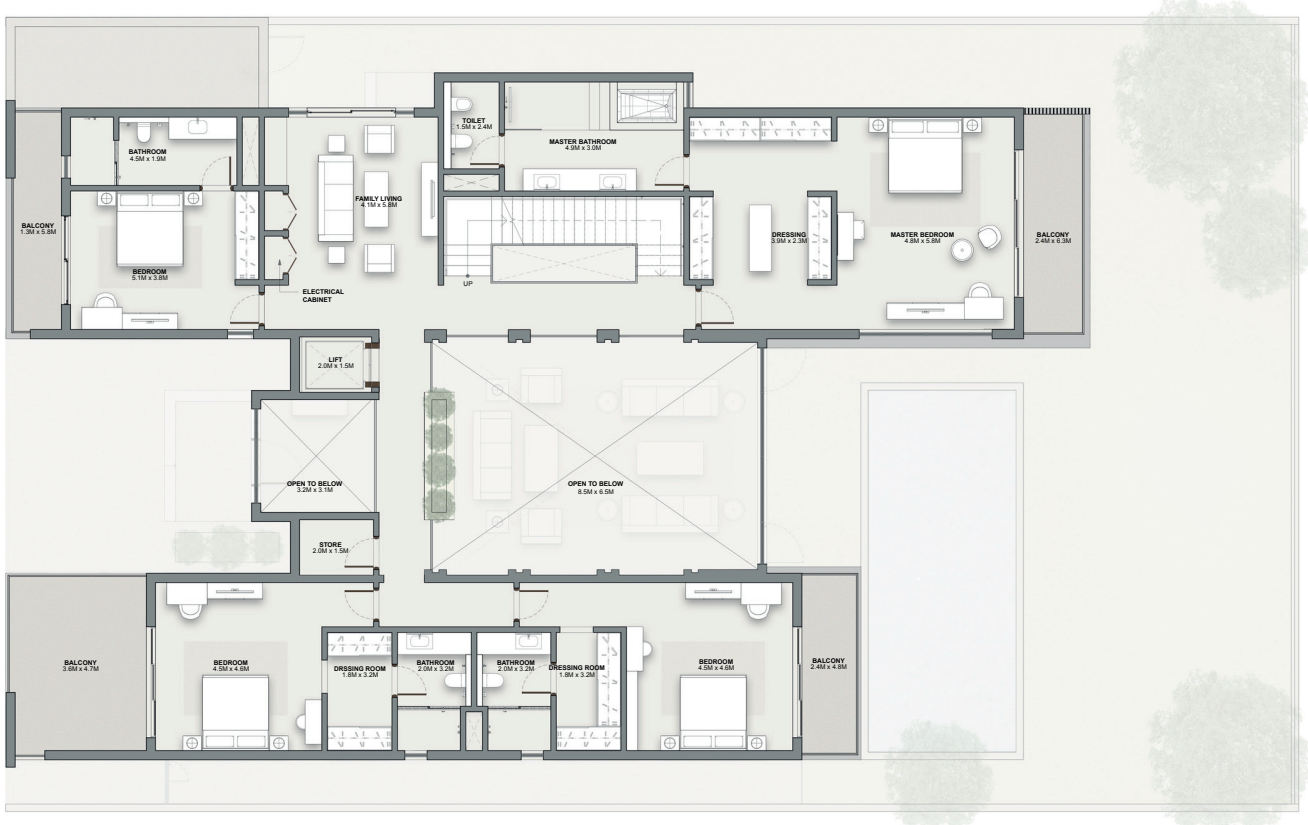 TOILET
1.5M x 2.4M
BATHROOM
4.5M x 1.9M
MASTER BATHROOM
4.9M x 3.0M
FAMILY LIVING
4.1M x 5.8M
BALCONY
1.3M x 5.8M
BEDROOM
5.1M x 3.8M
DRESSING
3.9M x 2.3M
MASTER BEDROOM
4.8M x 5.8M
BALCONY
2.4M x 6.3M
UP
ELECTRICAL
CABINET
LIFT
2.0M x 1.5M
OPEN TO BELOW
3.2M x 3.1M
OPEN TO BELOW
8.5M x 6.5M
STORE
2.0M x 1.5M
BALCONY
3.6M x 4.7M
BEDROOM
4.5M x 4.6M
DRSSING ROOM
1.8M x 3.2M
BATHROOM
2.0M x 3.2M
BATHROOM
2.0M x 3.2M
DRESSING ROOM
1.8M x 3.2M
BEDROOM
4.5M x 4.6M
BALCONY
2.4M x 4.8M